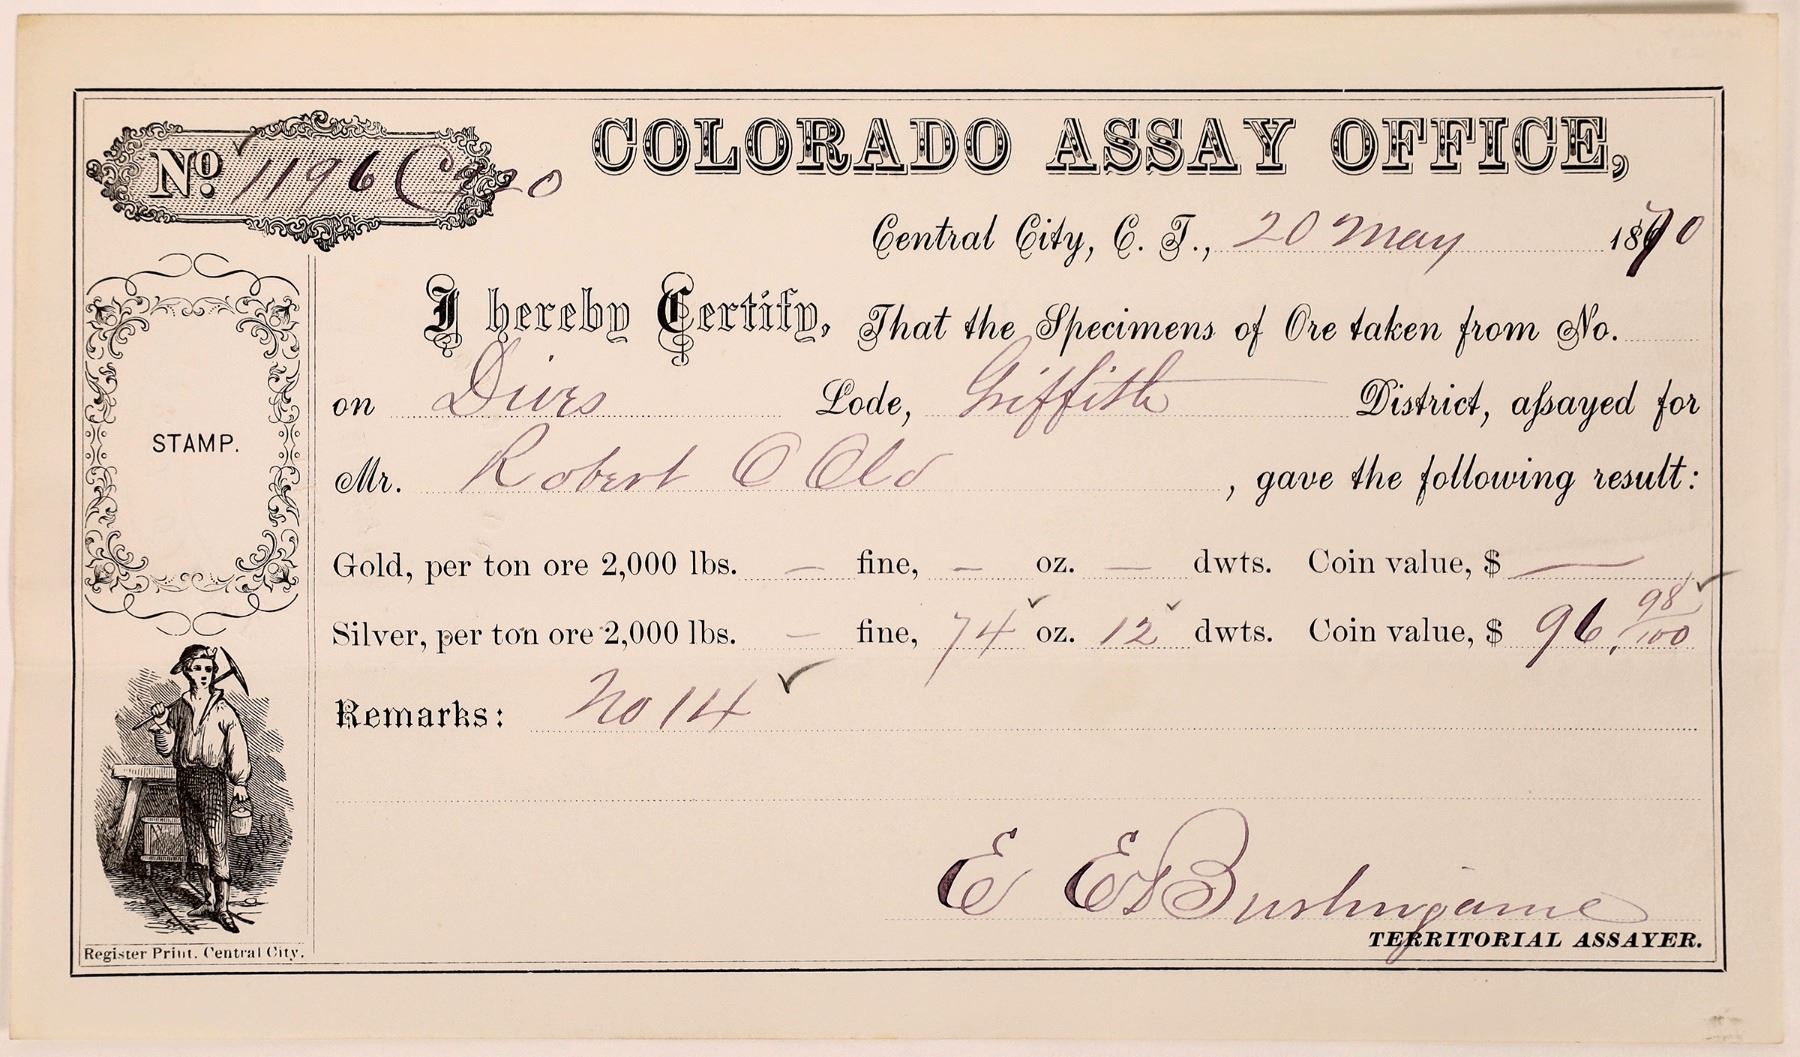 No. 1196
COLORADO ASSAY OFFICE,
Central City, C. T., 20 May 1870
I hereby Certify, That the Specimens of Ore taken from No.
on Dives Lode, Griffith District, assayed for
Mr. Robert O Old , gave the following result:
Gold, per ton ore 2,000 lbs. — fine, — oz. — dwts. Coin value, $ —
Silver, per ton ore 2,000 lbs. — fine, 74 oz. 12 dwts. Coin value, $ 96. 98/100
Remarks: No 14
E E Burlingame
TERRITORIAL ASSAYER.
STAMP.
Register Print. Central City.